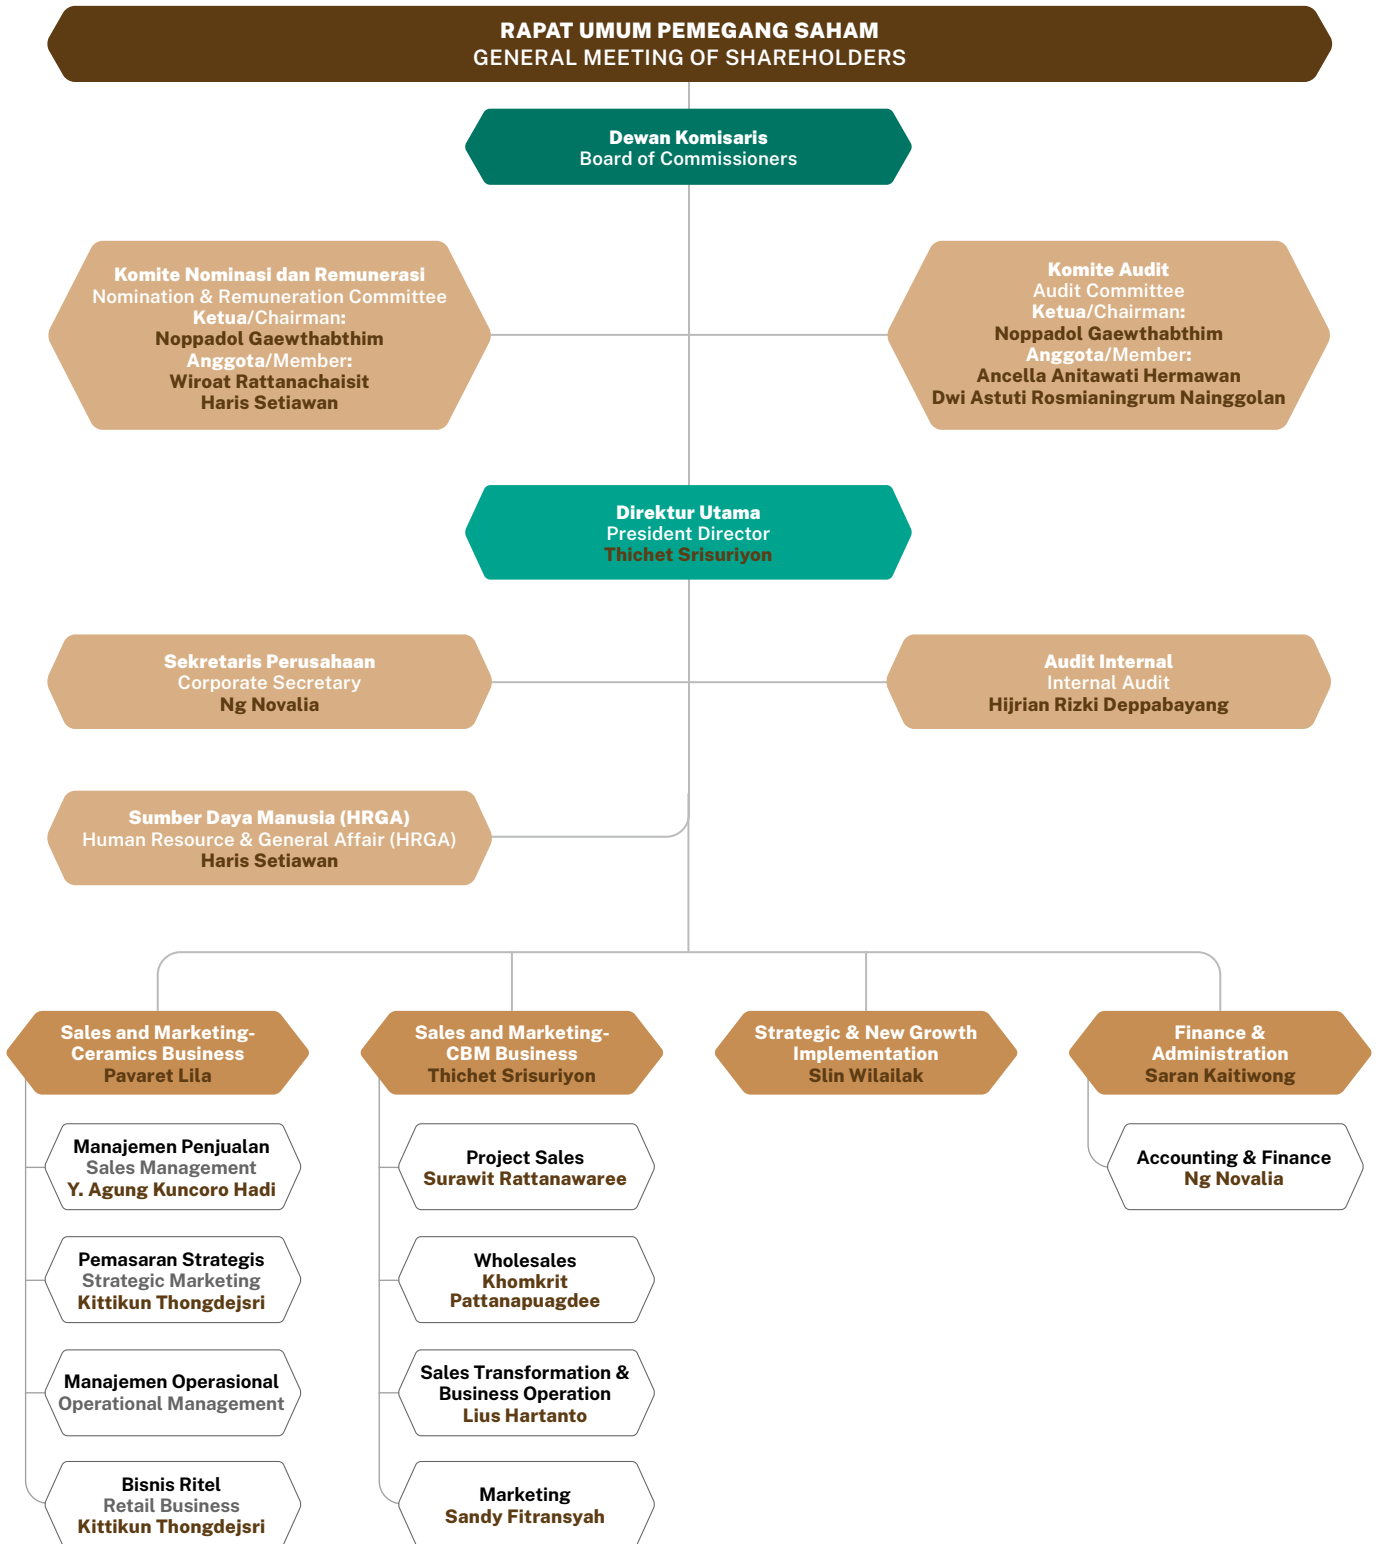 RAPAT UMUM PEMEGANG SAHAM
GENERAL MEETING OF SHAREHOLDERS
Dewan Komisaris
Board of Commissioners
Komite Nominasi dan Remunerasi
Nomination & Remuneration Committee
Ketua/Chairman:
Noppadol Gaewthabthim
Anggota/Member:
Wiroat Rattanachaisit
Haris Setiawan
Komite Audit
Audit Committee
Ketua/Chairman:
Noppadol Gaewthabthim
Anggota/Member:
Ancella Anitawati Hermawan
Dwi Astuti Rosmianingrum Nainggolan
Direktur Utama
President Director
Thichet Srisuriyon
Sekretaris Perusahaan
Corporate Secretary
Ng Novalia
Audit Internal
Internal Audit
Hijrian Rizki Deppabayang
Sumber Daya Manusia (HRGA)
Human Resource & General Affair (HRGA)
Haris Setiawan
Sales and Marketing-
Ceramics Business
Pavaret Lila
Manajemen Penjualan
Sales Management
Y. Agung Kuncoro Hadi
Pemasaran Strategis
Strategic Marketing
Kittikun Thongdejsri
Manajemen Operasional
Operational Management
Bisnis Ritel
Retail Business
Kittikun Thongdejsri
Sales and Marketing-
CBM Business
Thichet Srisuriyon
Project Sales
Surawit Rattanawaree
Wholesales
Khomkrit
Pattanapuagdee
Sales Transformation &
Business Operation
Lius Hartanto
Marketing
Sandy Fitransyah
Strategic & New Growth
Implementation
Slin Wilailak
Finance &
Administration
Saran Kaitiwong
Accounting & Finance
Ng Novalia